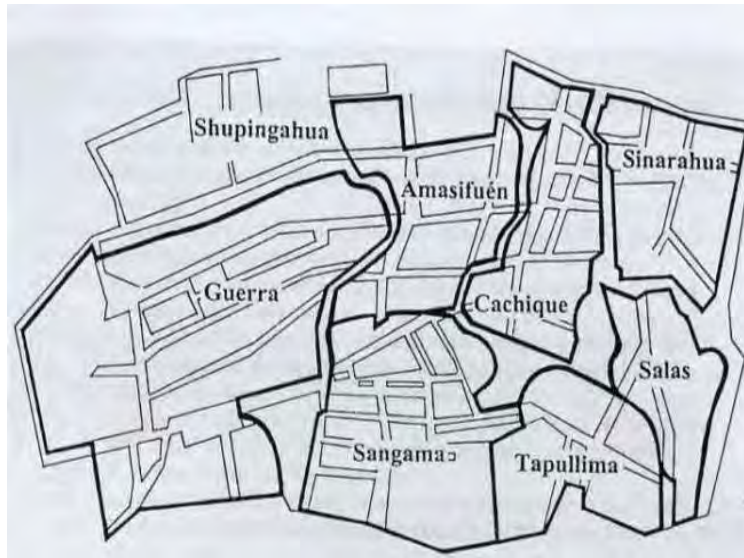 Shupingahua
Sinarahua
Amasifuén
Guerra
Cachique
Salas
Sangama
Tapullima